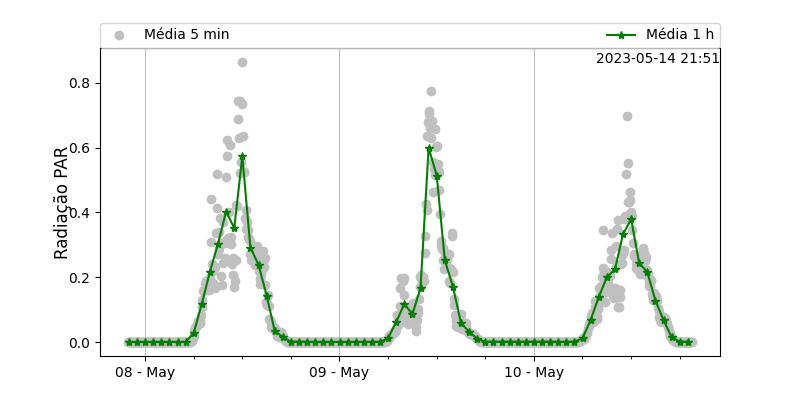 Média 5 min
Média 1 h
2023-05-14 21:51
Radiação PAR
0.8
0.6
0.4
0.2
0.0
08 - May
09 - May
10 - May